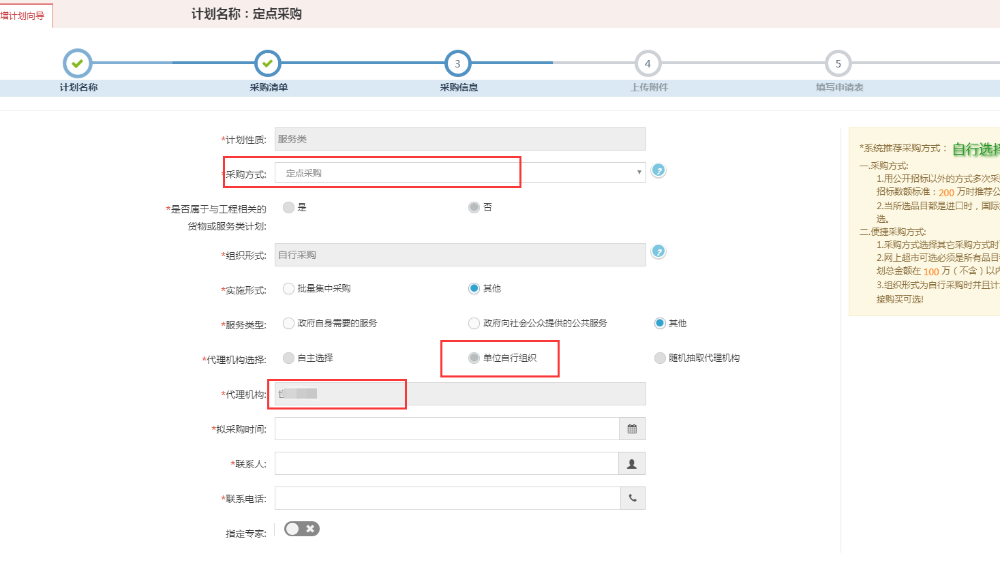 增计划向导
计划名称：定点采购
3
4
5
计划名称
采购清单
采购信息
上传附件
填写申请表
*计划性质: 服务类
*采购方式: 定点采购
*是否属于与工程相关的
货物或服务类计划:
是
否
*组织形式: 自行采购
*实施形式: 批量集中采购 其他
*服务类型: 政府自身需要的服务 政府向社会公众提供的公共服务 其他
*代理机构选择: 自主选择 单位自行组织 随机抽取代理机构
*代理机构:
*拟采购时间:
*联系人:
*联系电话:
指定专家:
*系统推荐采购方式： 自行选择
一.采购方式:
1.用公开招标以外的方式多次采
招标数额标准：200 万时推荐公
2.当所选品目都是进口时，国际
选。
二.便捷采购方式:
1.采购方式选择其它采购方式时
2.网上超市可选必须是所有品目
划总金额在 100 万（不含）以内
3.组织形式为自行采购时并且计
接购买可选!